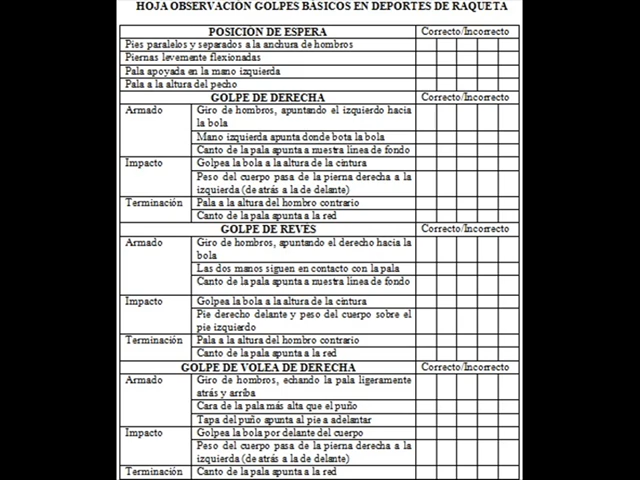 HOJA OBSERVACIÓN GOLPES BÁSICOS EN DEPORTES DE RAQUETA
POSICIÓN DE ESPERA Correcto/Incorrecto
Pies paralelos y separados a la anchura de hombros
Piernas levemente flexionadas
Pala apoyada en la mano izquierda
Pala a la altura del pecho
GOLPE DE DERECHA Correcto/Incorrecto
Armado Giro de hombros, apuntando el izquierdo hacia
la bola
Mano izquierda apunta donde bota la bola
Canto de la pala apunta a nuestra línea de fondo
Impacto Golpea la bola a la altura de la cintura
Peso del cuerpo pasa de la pierna derecha a la
izquierda (de atrás a la de delante)
Terminación Pala a la altura del hombro contrario
Canto de la pala apunta a la red
GOLPE DE REVÉS Correcto/Incorrecto
Armado Giro de hombros, apuntando el derecho hacia la
bola
Las dos manos siguen en contacto con la pala
Canto de la pala apunta a nuestra línea de fondo
Impacto Golpea la bola a la altura de la cintura
Pie derecho delante y peso del cuerpo sobre el
pie izquierdo
Terminación Pala a la altura del hombro contrario
Canto de la pala apunta a la red
GOLPE DE VOLEA DE DERECHA Correcto/Incorrecto
Armado Giro de hombros, echando la pala ligeramente
atrás y arriba
Cara de la pala más alta que el puño
Tapa del puño apunta al pie a adelantar
Impacto Golpea la bola por delante del cuerpo
Peso del cuerpo pasa de la pierna derecha a la
izquierda (de atrás a la de delante)
Terminación Canto de la pala apunta a la red